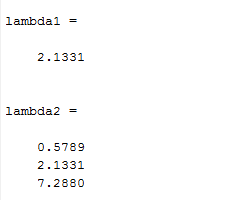 lambda1 =
2.1331
lambda2 =
0.5789
2.1331
7.2880